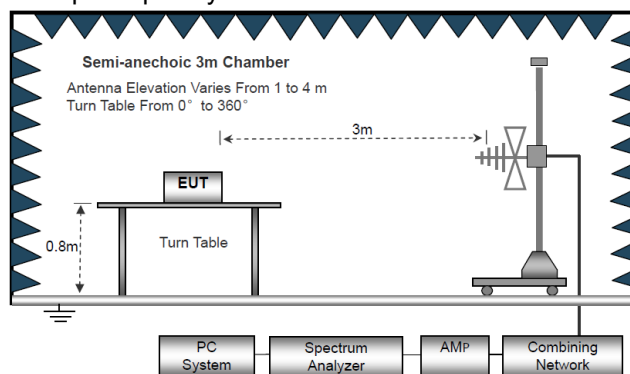 Semi-anechoic 3m Chamber
Antenna Elevation Varies From 1 to 4 m
Turn Table From 0° to 360°
3m
EUT
0.8m
Turn Table
PC
System
Spectrum
Analyzer
AMP
Combining
Network